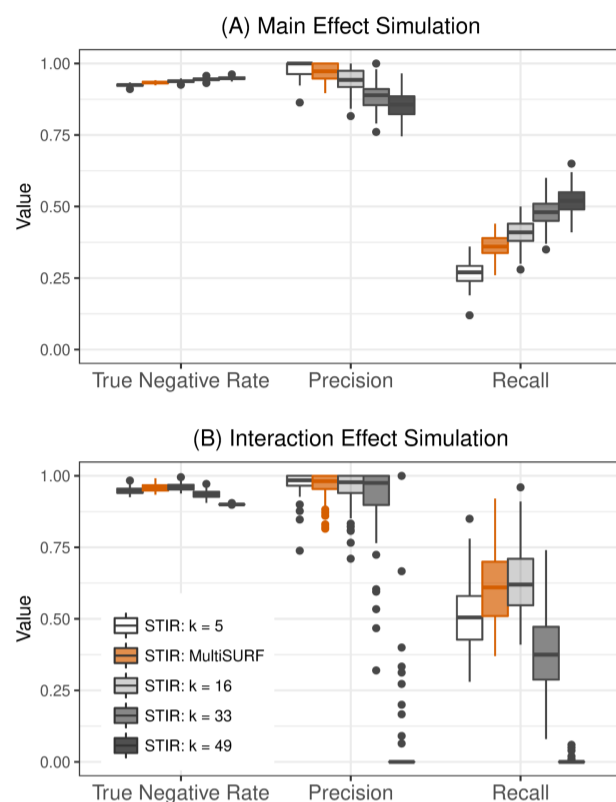 (A) Main Effect Simulation
Value
1.00
0.75
0.50
0.25
0.00
True Negative Rate Precision Recall
(B) Interaction Effect Simulation
Value
1.00
0.75
0.50
0.25
0.00
STIR: k = 5
STIR: MultiSURF
STIR: k = 16
STIR: k = 33
STIR: k = 49
True Negative Rate Precision Recall